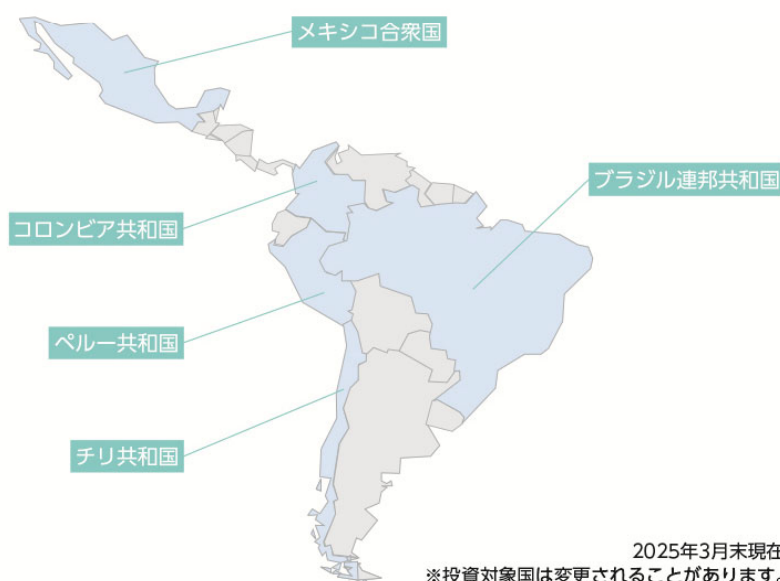 メキシコ合衆国
ブラジル連邦共和国
コロンビア共和国
ペルー共和国
チリ共和国
2025年3月末現在
※投資対象国は変更されることがあります。